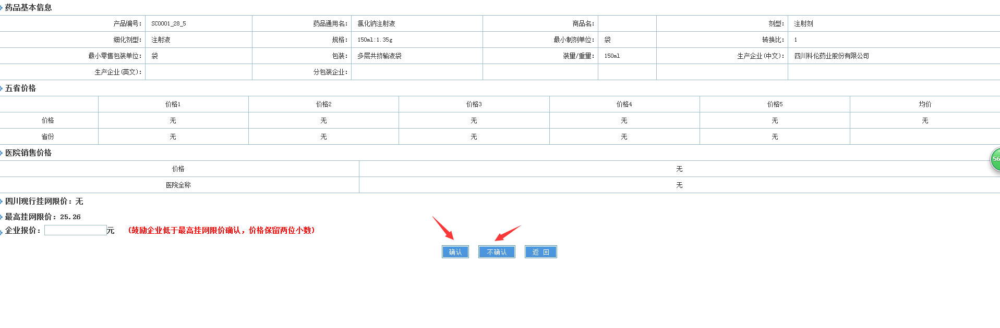 药品基本信息
产品编号： SC0001_28_5 药品通用名： 氯化钠注射液 商品名： 剂型： 注射剂
细化剂型： 注射液 规格： 150ml:1.35g 最小制剂单位： 袋 转换比： 1
最小零售包装单位： 袋 包装： 多层共挤输液袋 装量/重量： 150ml 生产企业(中文)： 四川科伦药业股份有限公司
生产企业(英文)： 分包装企业：
五省价格
价格1 价格2 价格3 价格4 价格5 均价
价格 无 无 无 无 无 无
省份 无 无 无 无 无
医院销售价格
56
价格 无
医院全称 无
四川现行挂网限价：无
最高挂网限价：25.26
企业报价： 元 (鼓励企业低于最高挂网限价确认，价格保留两位小数)
确认 不确认 返 回